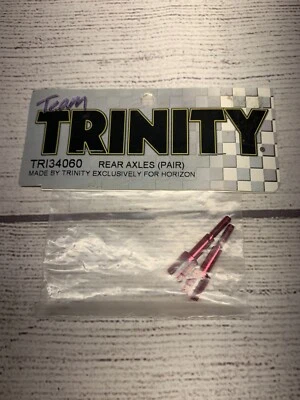 Team
TRINITY
TRI34060 REAR AXLES (PAIR)
MADE BY TRINITY EXCLUSIVELY FOR HORIZON